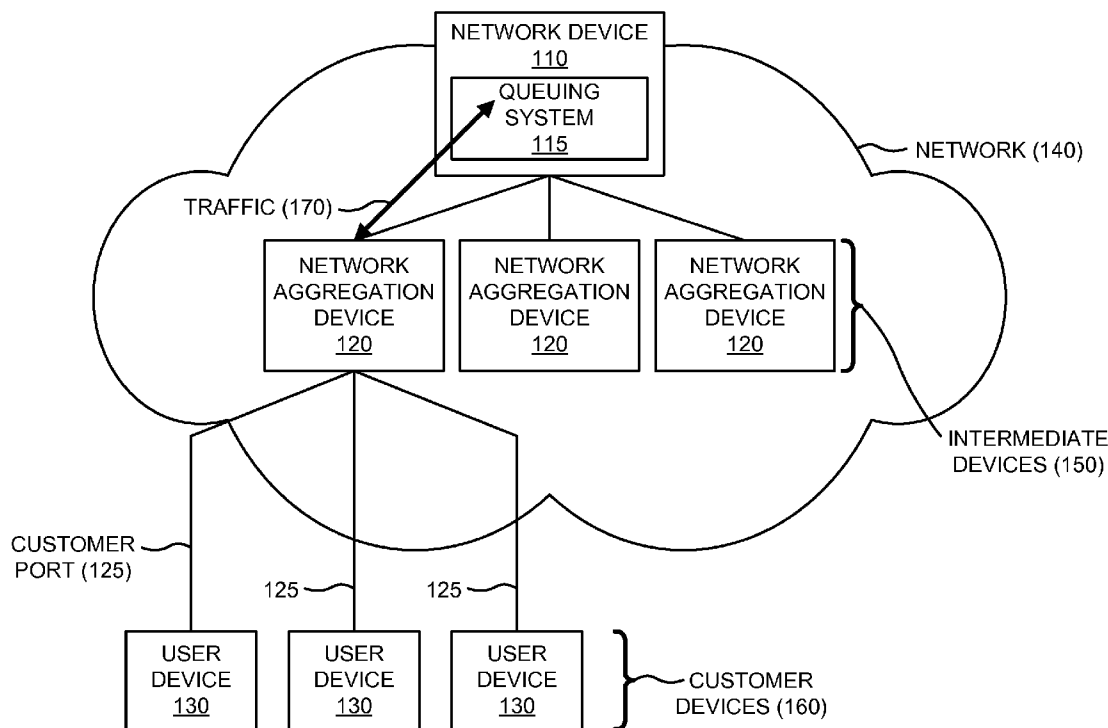 NETWORK DEVICE
110
QUEUING
SYSTEM
115
NETWORK (140)
TRAFFIC (170)
NETWORK
AGGREGATION
DEVICE
120
NETWORK
AGGREGATION
DEVICE
120
NETWORK
AGGREGATION
DEVICE
120
INTERMEDIATE
DEVICES (150)
CUSTOMER
PORT (125)
125
125
USER
DEVICE
130
USER
DEVICE
130
USER
DEVICE
130
CUSTOMER
DEVICES (160)